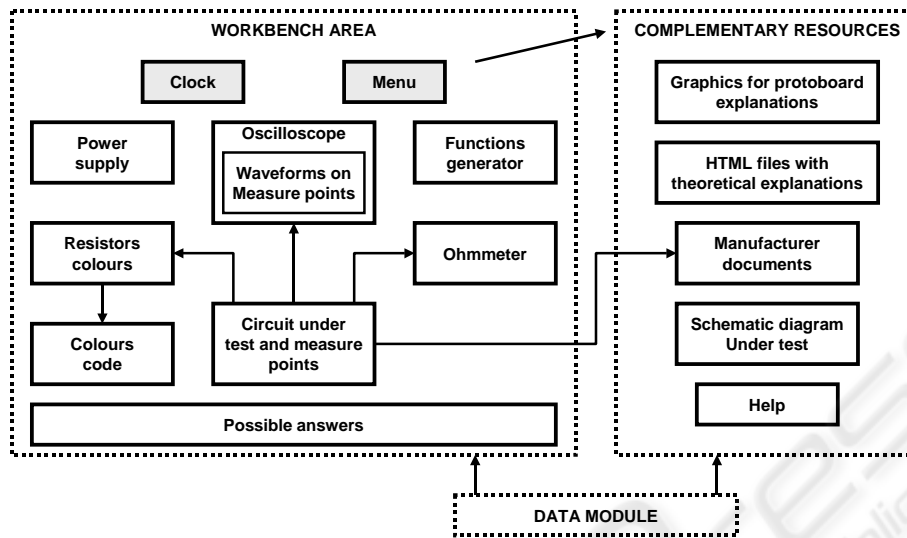 WORKBENCH AREA
COMPLEMENTARY RESOURCES
Clock
Menu
Graphics for protoboard
explanations
Power
supply
Oscilloscope
Waveforms on
Measure points
Functions
generator
HTML files with
theoretical explanations
Resistors
colours
Ohmmeter
Manufacturer
documents
Colours
code
Circuit under
test and measure
points
Schematic diagram
Under test
Help
Possible answers
DATA MODULE